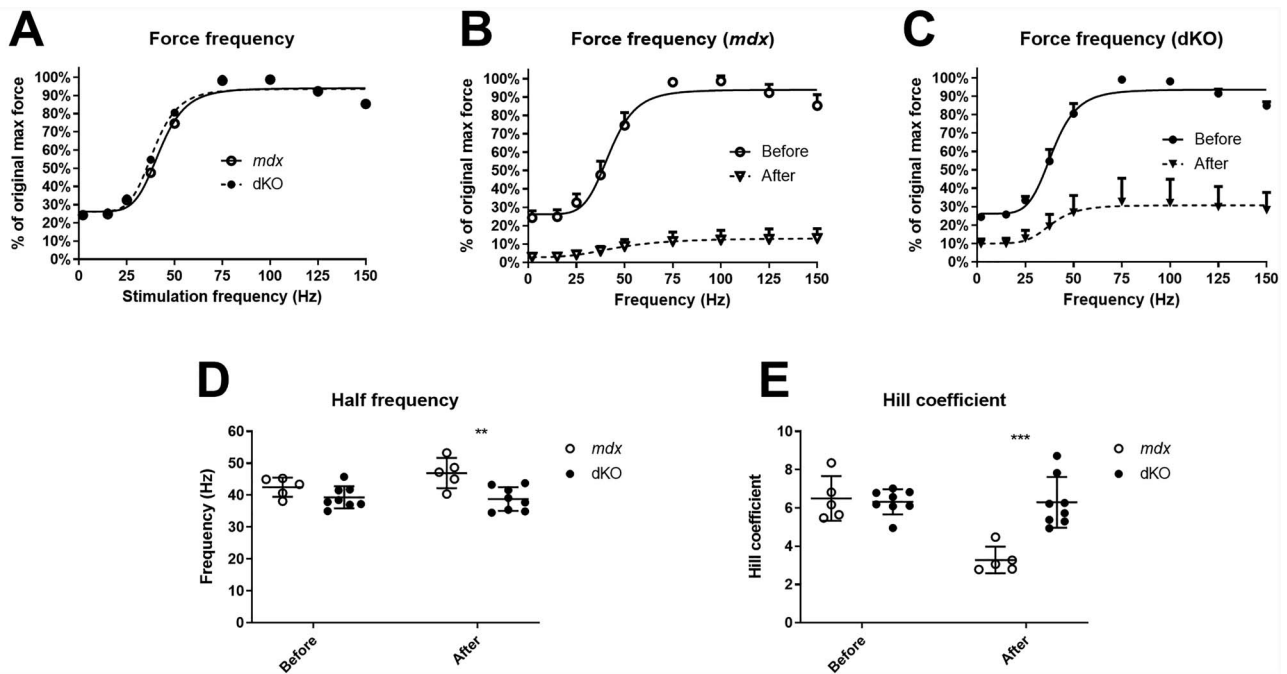 A
Force frequency
% of original max force
100%
90%
80%
70%
60%
50%
40%
30%
20%
10%
0%
mdx
dKO
0 25 50 75 100 125 150
Stimulation frequency (Hz)
B
Force frequency (mdx)
% of original max force
100%
90%
80%
70%
60%
50%
40%
30%
20%
10%
0%
Before
After
0 25 50 75 100 125 150
Frequency (Hz)
C
Force frequency (dKO)
% of original max force
100%
90%
80%
70%
60%
50%
40%
30%
20%
10%
0%
Before
After
0 25 50 75 100 125 150
Frequency (Hz)
D
Half frequency
Frequency (Hz)
60
50
40
30
20
10
0
**
mdx
dKO
Before
After
E
Hill coefficient
Hill coefficient
10
8
6
4
2
0
***
mdx
dKO
Before
After